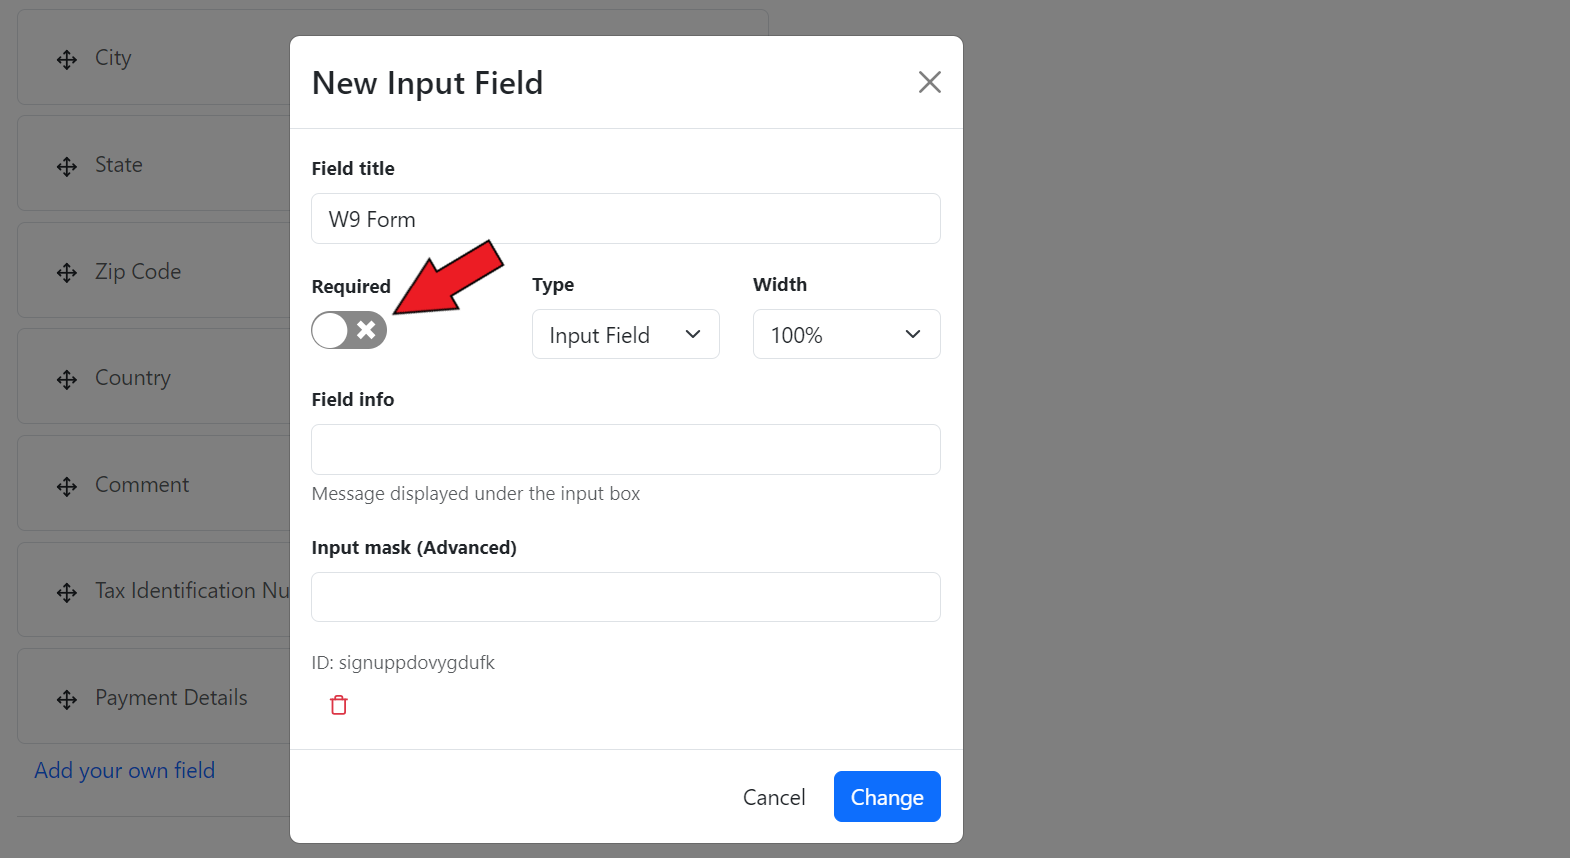 City
State
Zip Code
Country
Comment
Tax Identification Nu
Payment Details
Add your own field
New Input Field
Field title
W9 Form
Required
Type
Width
Input Field
100%
Field info
Message displayed under the input box
Input mask (Advanced)
ID: signuppdovygdufk
Cancel
Change